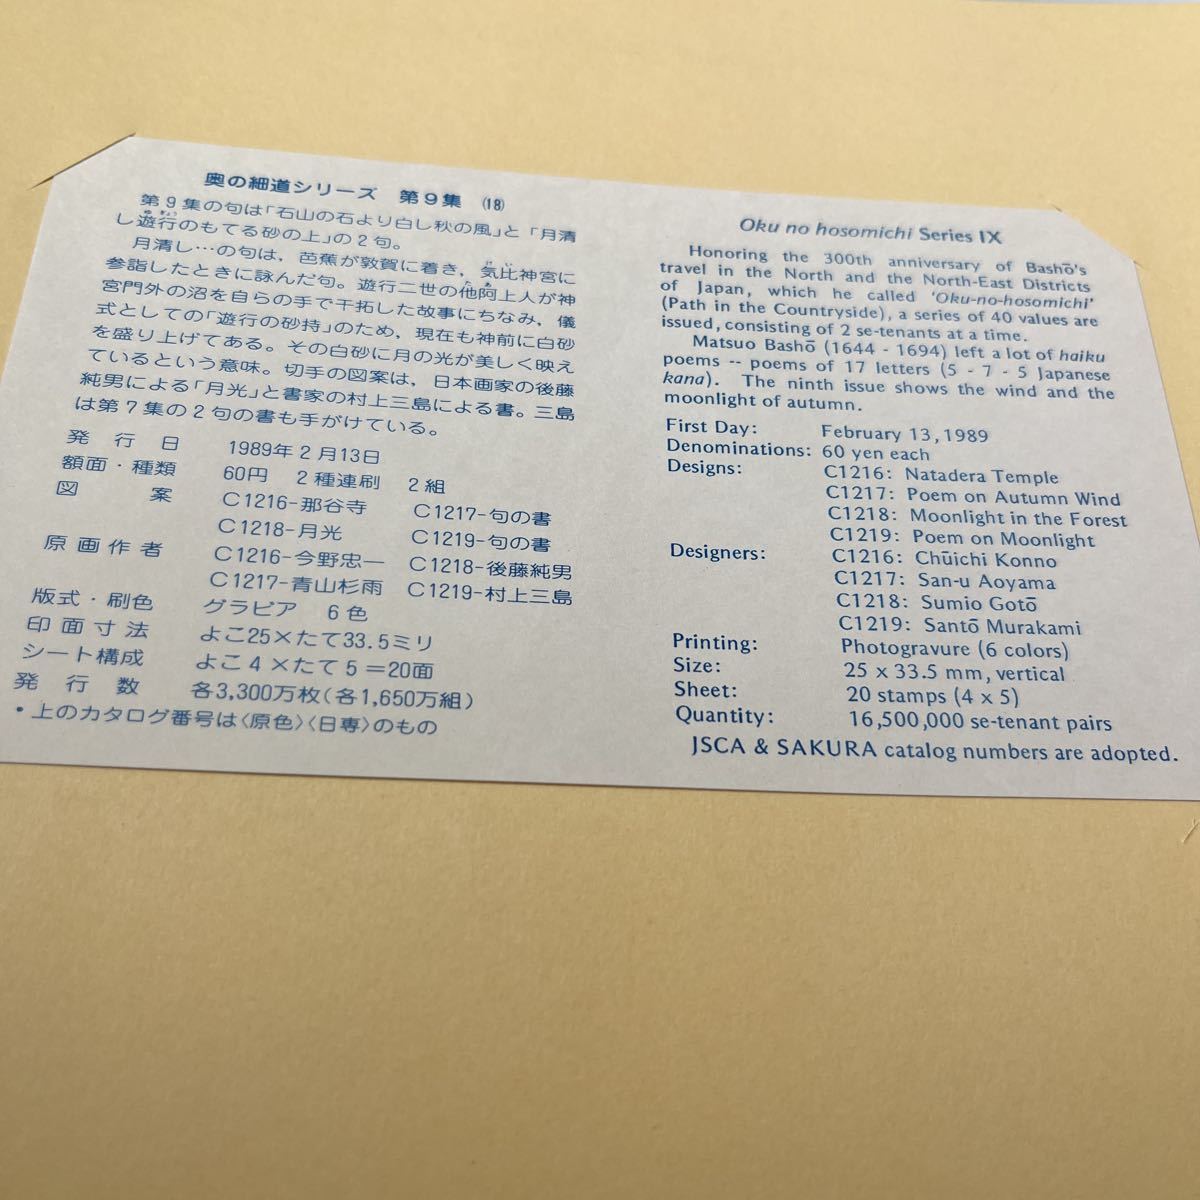 奥の細道シリーズ 第9集 (18)
第9集の句は「石山の石より白し秋の風」と「月清
し遊行のもてる砂の上」の2句。
月清し…の句は、芭蕉が敦賀に着き、気比神宮に
参詣したときに詠んだ句。遊行二世の他阿上人が神
宮門外の沼を自らの手で干拓した故事にちなみ、儀
式としての「遊行の砂持」のため、現在も神前に白砂
を盛り上げてある。その白砂に月の光が美しく映え
ているという意味。切手の図案は、日本画家の後藤
純男による「月光」と書家の村上三島による書。三島
は第7集の2句の書も手がけている。
発行日 1989年2月13日
額面・種類 60円 2種連刷 2組
図案 C1216-那谷寺 C1217-句の書
C1218-月光 C1219-句の書
原画作者 C1216-今野忠一 C1218-後藤純男
C1217-青山杉雨 C1219-村上三島
版式・刷色 グラビア 6色
印面寸法 よこ25×たて33.5ミリ
シート構成 よこ4×たて5=20面
発行数 各3,300万枚(各1,650万組)
・上のカタログ番号は〈原色〉〈日専〉のもの
Oku no hosomichi Series IX
Honoring the 300th anniversary of Bashō's
travel in the North and the North-East Districts
of Japan, which he called 'Oku-no-hosomichi'
(Path in the Countryside), a series of 40 values are
issued, consisting of 2 se-tenants at a time.
Matsuo Bashō (1644 - 1694) left a lot of haiku
poems -- poems of 17 letters (5 - 7 - 5 Japanese
kana). The ninth issue shows the wind and the
moonlight of autumn.
First Day: February 13, 1989
Denominations: 60 yen each
Designs: C1216: Natadera Temple
C1217: Poem on Autumn Wind
C1218: Moonlight in the Forest
C1219: Poem on Moonlight
Designers: C1216: Chūichi Konno
C1217: San-u Aoyama
C1218: Sumio Gotō
C1219: Santō Murakami
Printing: Photogravure (6 colors)
Size: 25 x 33.5 mm, vertical
Sheet: 20 stamps (4 x 5)
Quantity: 16,500,000 se-tenant pairs
JSCA & SAKURA catalog numbers are adopted.